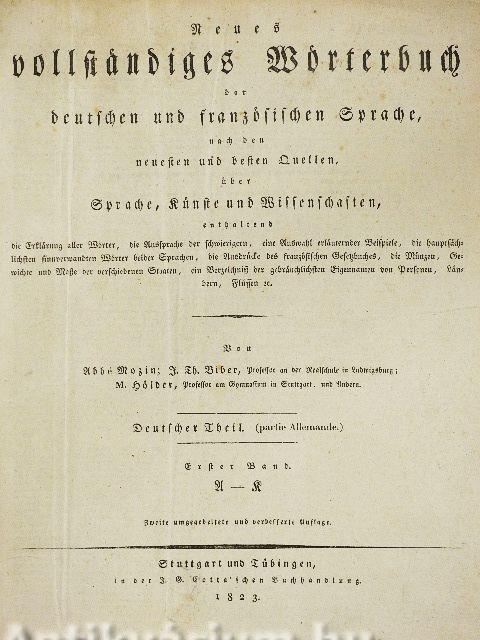 Neues
vollständiges Wörterbuch
der
deutschen und französischen Sprache,
nach den
neuesten und besten Quellen,
über
Sprache, Künste und Wissenschaften,
enthaltend
die Erklärung aller Wörter, die Aussprache der schwierigern, eine Auswahl erläuternder Beispiele, die hauptsäch-
lichsten sinnverwandten Wörter beider Sprachen, die Ausdrücke des französischen Gesetzbuches, die Münzen, Ge-
wichte und Maße der verschiedenen Staaten, ein Verzeichniß der gebräuchlichsten Eigennamen von Personen, Län-
dern, Flüssen ꝛc.
Von
Abbé Mozin; J. Th. Biber, Professor an der Realschule in Ludwigsburg;
M. Hölder, Professor am Gymnasium in Stuttgart, und Andern.
Deutscher Theil. (partie Allemande.)
Erster Band.
A — K
Zweite umgearbeitete und verbesserte Auflage.
Stuttgart und Tübingen,
in der J. G. Cotta'schen Buchhandlung.
1823.
Antikvárium.hu